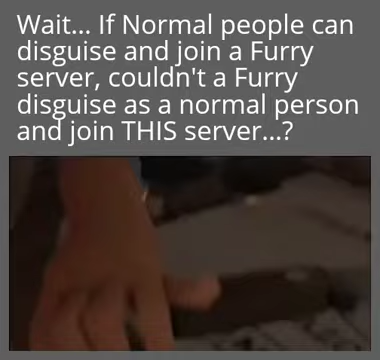 Wait... If Normal people can
disguise and join a Furry
server, couldn't a Furry
disguise as a normal person
and join THIS server...?